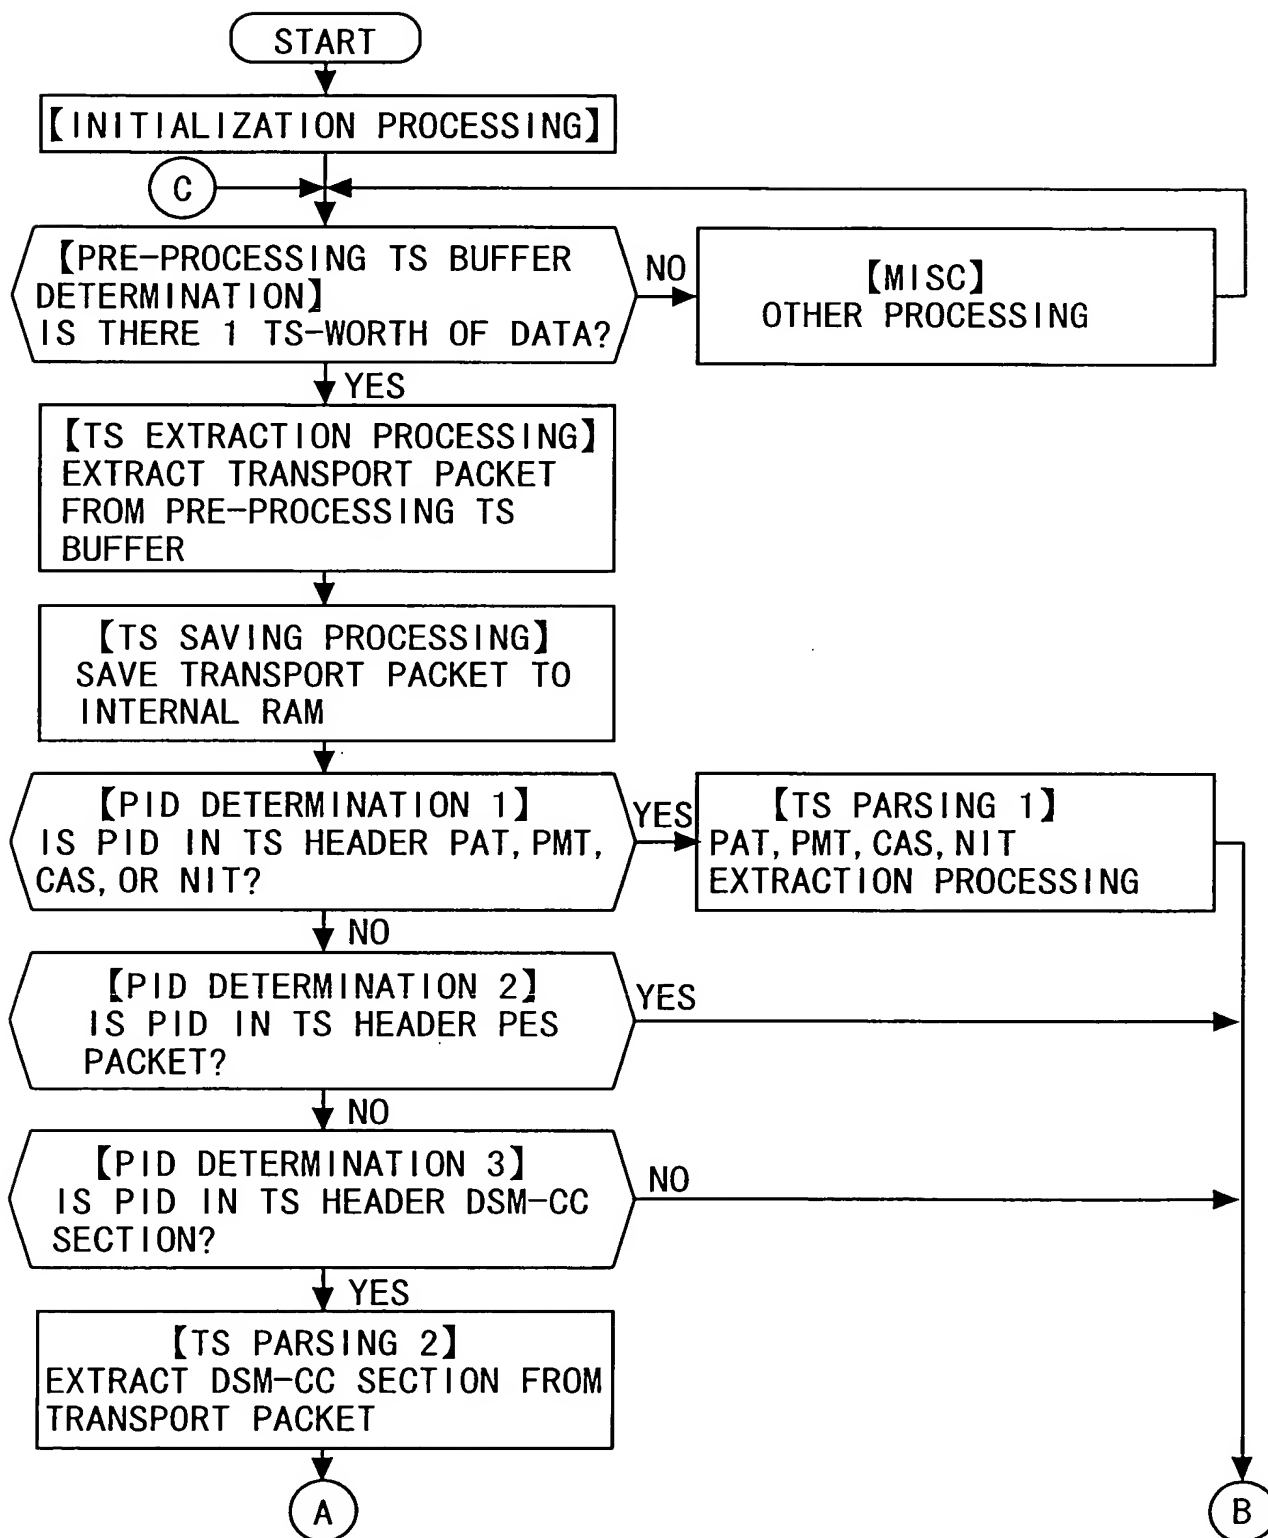 START
【INITIALIZATION PROCESSING】
C
【PRE-PROCESSING TS BUFFER
DETERMINATION】
IS THERE 1 TS-WORTH OF DATA?
NO
【MISC】
OTHER PROCESSING
YES
【TS EXTRACTION PROCESSING】
EXTRACT TRANSPORT PACKET
FROM PRE-PROCESSING TS
BUFFER
【TS SAVING PROCESSING】
SAVE TRANSPORT PACKET TO
INTERNAL RAM
【PID DETERMINATION 1】
IS PID IN TS HEADER PAT, PMT,
CAS, OR NIT?
YES
【TS PARSING 1】
PAT, PMT, CAS, NIT
EXTRACTION PROCESSING
NO
【PID DETERMINATION 2】
IS PID IN TS HEADER PES
PACKET?
YES
NO
【PID DETERMINATION 3】
IS PID IN TS HEADER DSM-CC
SECTION?
NO
YES
【TS PARSING 2】
EXTRACT DSM-CC SECTION FROM
TRANSPORT PACKET
A
B